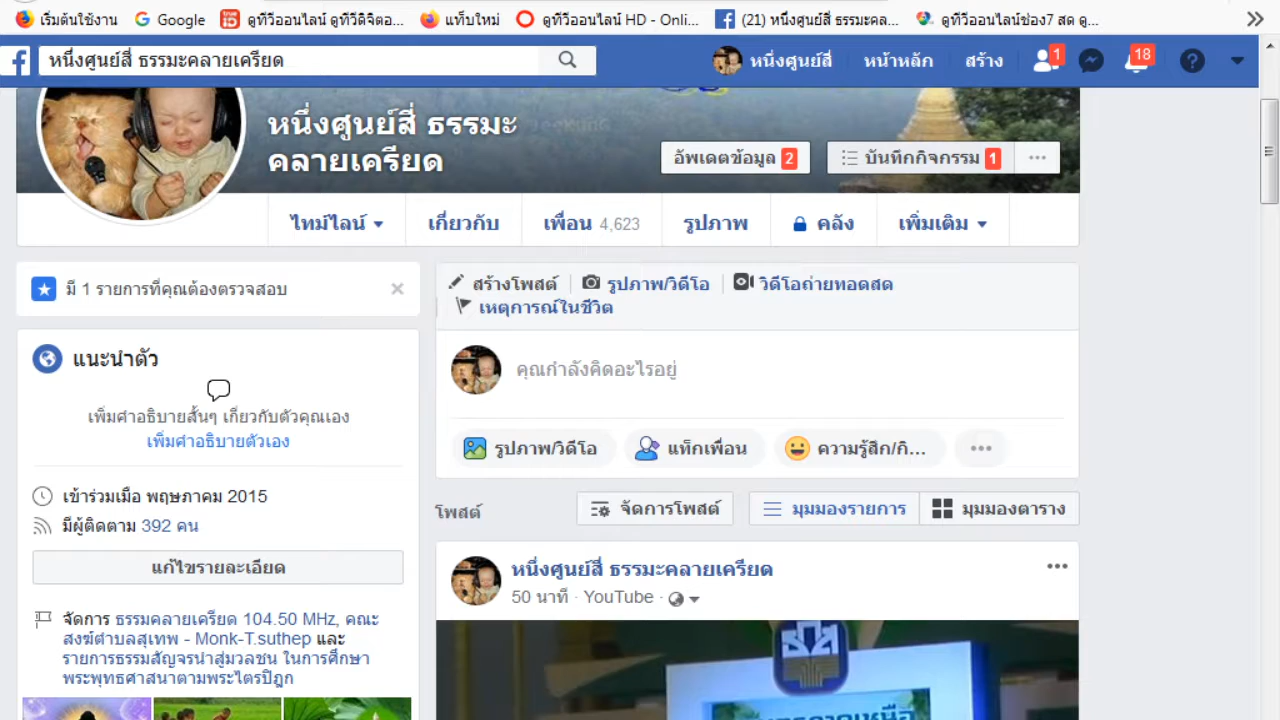 เริ่มต้นใช้งาน
Google
true ID
ดูทีวีออนไลน์ ดูทีวีดิจิตอ...
แท็บใหม่
ดูทีวีออนไลน์ HD - Onli...
(21) หนึ่งศูนย์สี่ ธรรมะคล...
ดูทีวีออนไลน์ช่อง7 สด ดู...
หนึ่งศูนย์สี่ ธรรมะคลายเครียด
หนึ่งศูนย์สี่
หน้าหลัก
สร้าง
1
18
หนึ่งศูนย์สี่ ธรรมะ
คลายเครียด
อัพเดตข้อมูล 2
บันทึกกิจกรรม 1
ไทม์ไลน์
เกี่ยวกับ
เพื่อน 4,623
รูปภาพ
คลัง
เพิ่มเติม
มี 1 รายการที่คุณต้องตรวจสอบ
แนะนำตัว
เพิ่มคำอธิบายสั้นๆ เกี่ยวกับตัวคุณเอง
เพิ่มคำอธิบายตัวเอง
เข้าร่วมเมื่อ พฤษภาคม 2015
มีผู้ติดตาม 392 คน
แก้ไขรายละเอียด
จัดการ ธรรมคลายเครียด 104.50 MHz, คณะ
สงฆ์ตำบลสุเทพ - Monk-T.suthep และ
รายการธรรมสัญจรนำสู่มวลชน ในการศึกษา
พระพุทธศาสนาตามพระไตรปิฎก
สร้างโพสต์
รูปภาพ/วิดีโอ
วิดีโอถ่ายทอดสด
เหตุการณ์ในชีวิต
คุณกำลังคิดอะไรอยู่
รูปภาพ/วิดีโอ
แท็กเพื่อน
ความรู้สึก/กิ...
โพสต์
จัดการโพสต์
มุมมองรายการ
มุมมองตาราง
หนึ่งศูนย์สี่ ธรรมะคลายเครียด
50 นาที · YouTube ·